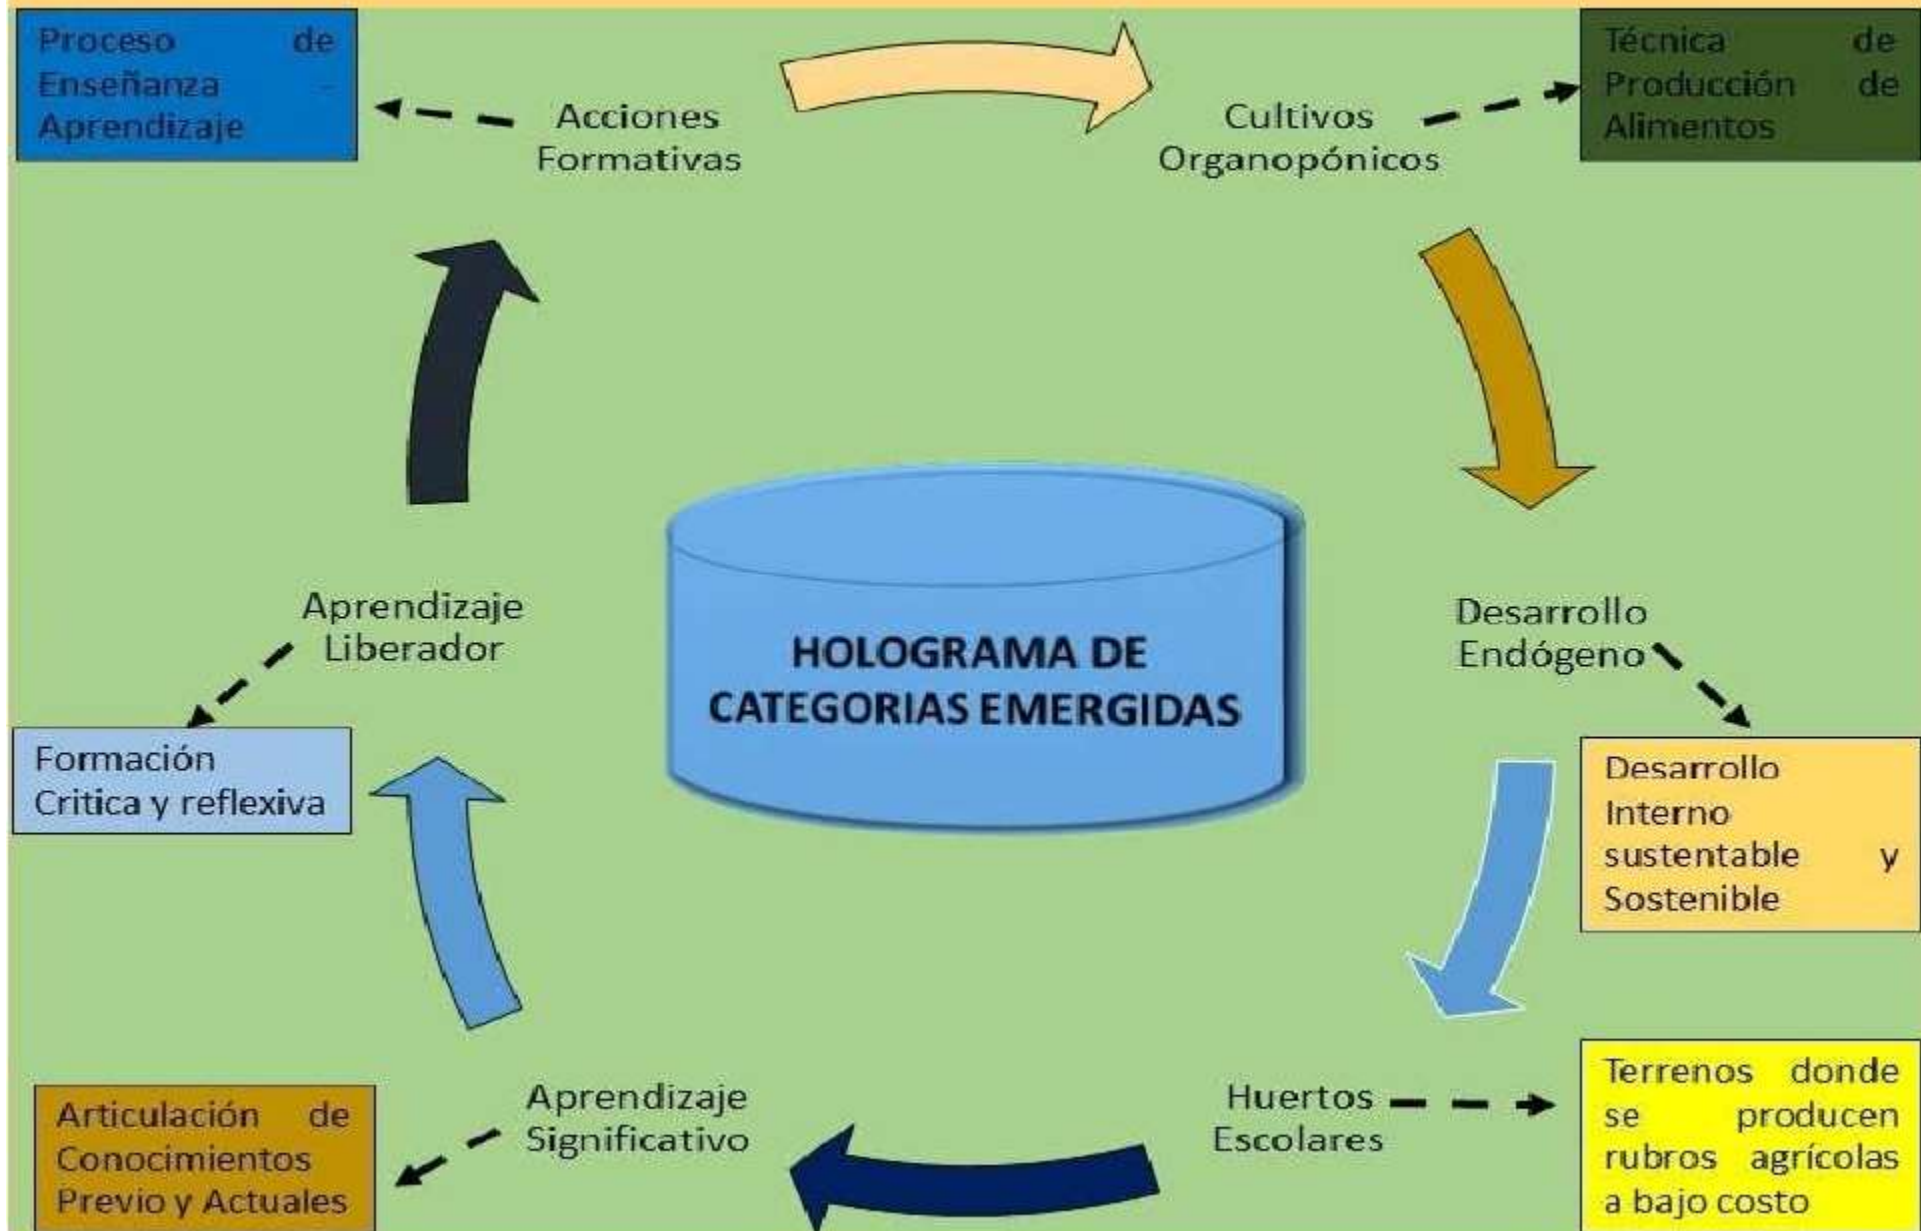 Proceso de
Enseñanza -
Aprendizaje
Acciones
Formativas
Cultivos
Organopónicos
Técnica de
Producción de
Alimentos
Aprendizaje
Liberador
Formación
Critica y reflexiva
HOLOGRAMA DE
CATEGORIAS EMERGIDAS
Desarrollo
Endógeno
Desarrollo
Interno
sustentable y
Sostenible
Articulación de
Conocimientos
Previo y Actuales
Aprendizaje
Significativo
Huertos
Escolares
Terrenos donde
se producen
rubros agrícolas
a bajo costo